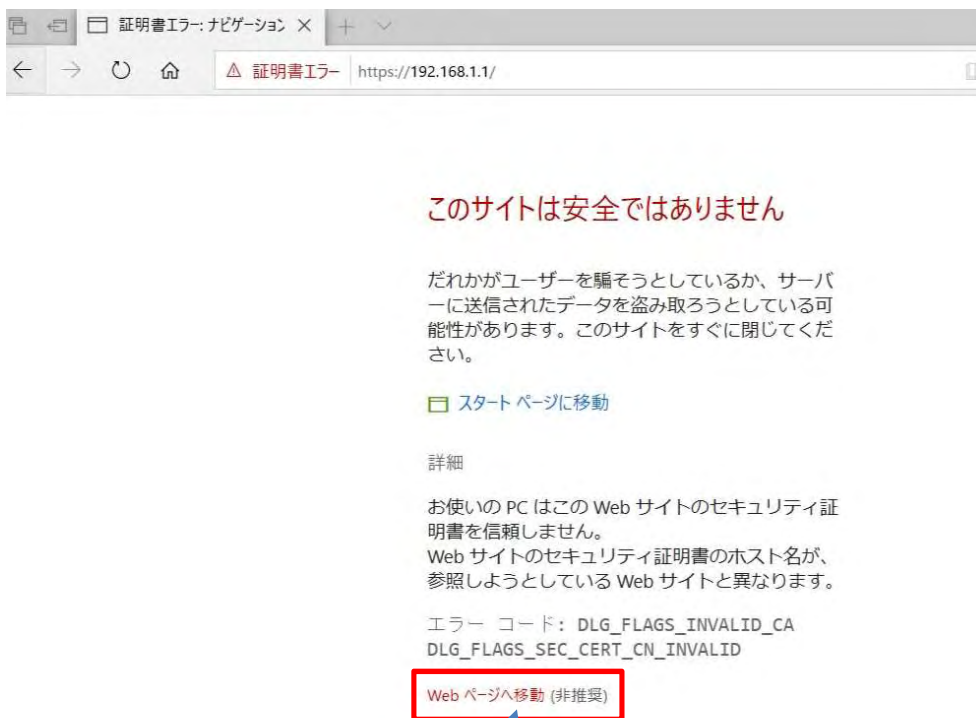 証明書エラー: ナビゲーション
証明書エラー https://192.168.1.1/
このサイトは安全ではありません
だれかがユーザーを騙そうとしているか、サーバ
ーに送信されたデータを盗み取ろうとしている可
能性があります。このサイトをすぐに閉じてくだ
さい。
スタート ページに移動
詳細
お使いの PC はこの Web サイトのセキュリティ証
明書を信頼しません。
Web サイトのセキュリティ証明書のホスト名が、
参照しようとしている Web サイトと異なります。
エラー コード: DLG_FLAGS_INVALID_CA
DLG_FLAGS_SEC_CERT_CN_INVALID
Web ページへ移動 (非推奨)